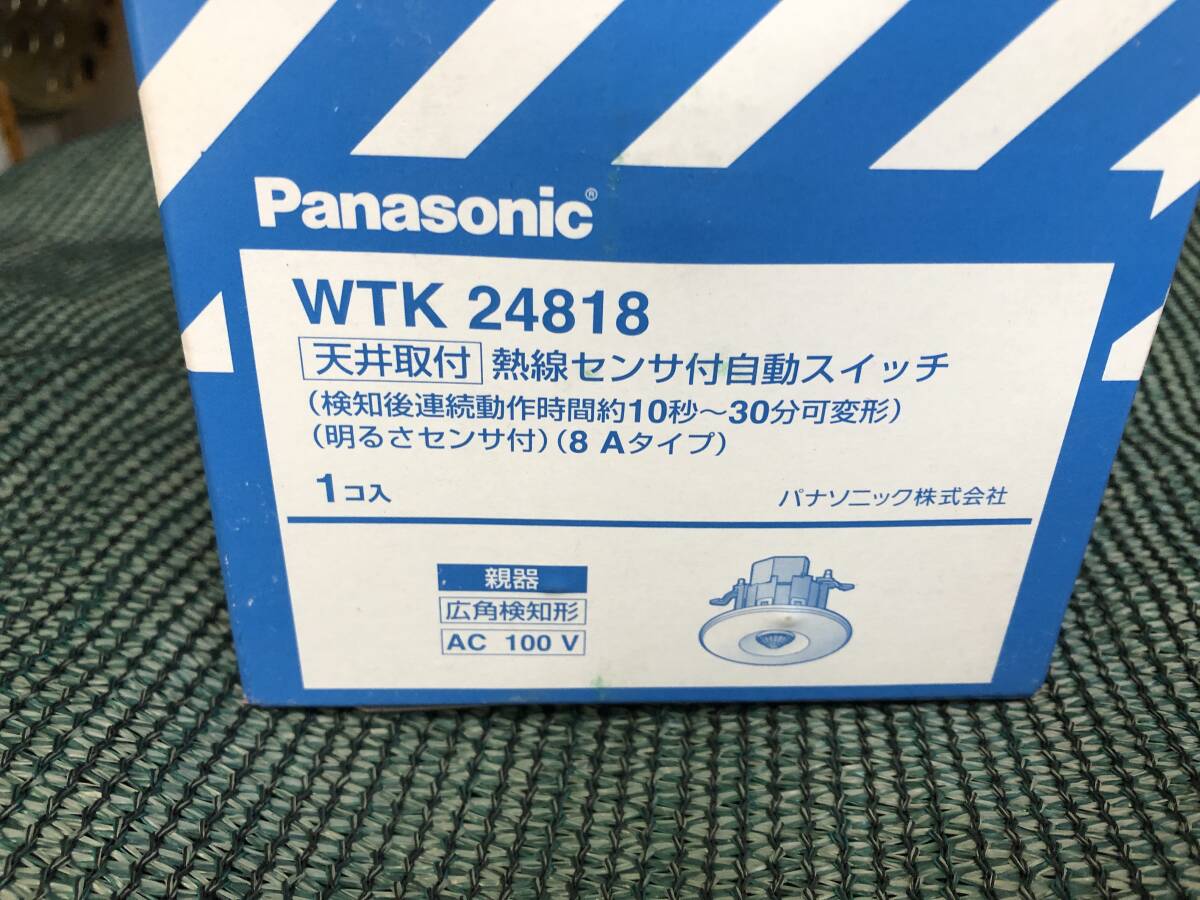 Panasonic®
WTK 24818
天井取付 熱線センサ付自動スイッチ
(検知後連続動作時間約10秒〜30分可変形)
(明るさセンサ付)(8 Aタイプ)
1コ入 パナソニック株式会社
親器
広角検知形
AC 100 V